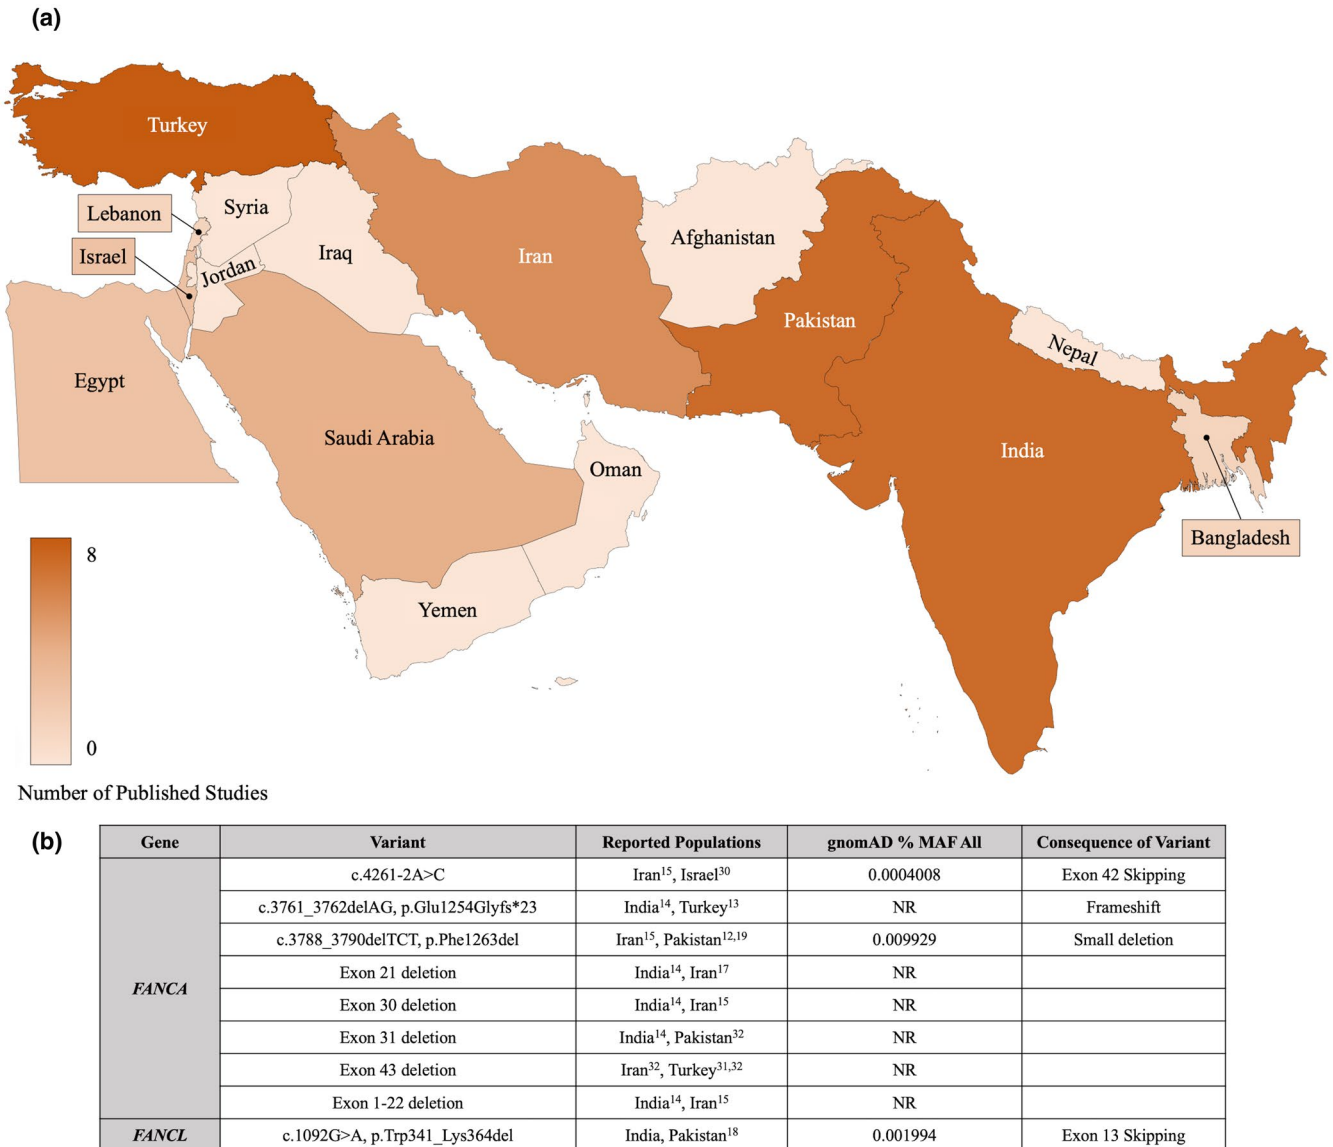 (a)
Turkey
Lebanon
Syria
Israel
Jordan
Iraq
Iran
Afghanistan
Pakistan
Nepal
Egypt
Saudi Arabia
Oman
India
Bangladesh
Yemen
8
0
Number of Published Studies
(b)
Gene Variant Reported Populations gnomAD % MAF All Consequence of Variant
FANCA
c.4261-2A>C Iran15, Israel30 0.0004008 Exon 42 Skipping
c.3761_3762delAG, p.Glu1254Glyfs*23 India14, Turkey13 NR Frameshift
c.3788_3790delTCT, p.Phe1263del Iran15, Pakistan12,19 0.009929 Small deletion
Exon 21 deletion India14, Iran17 NR
Exon 30 deletion India14, Iran15 NR
Exon 31 deletion India14, Pakistan32 NR
Exon 43 deletion Iran32, Turkey31,32 NR
Exon 1-22 deletion India14, Iran15 NR
FANCL c.1092G>A, p.Trp341_Lys364del India, Pakistan18 0.001994 Exon 13 Skipping